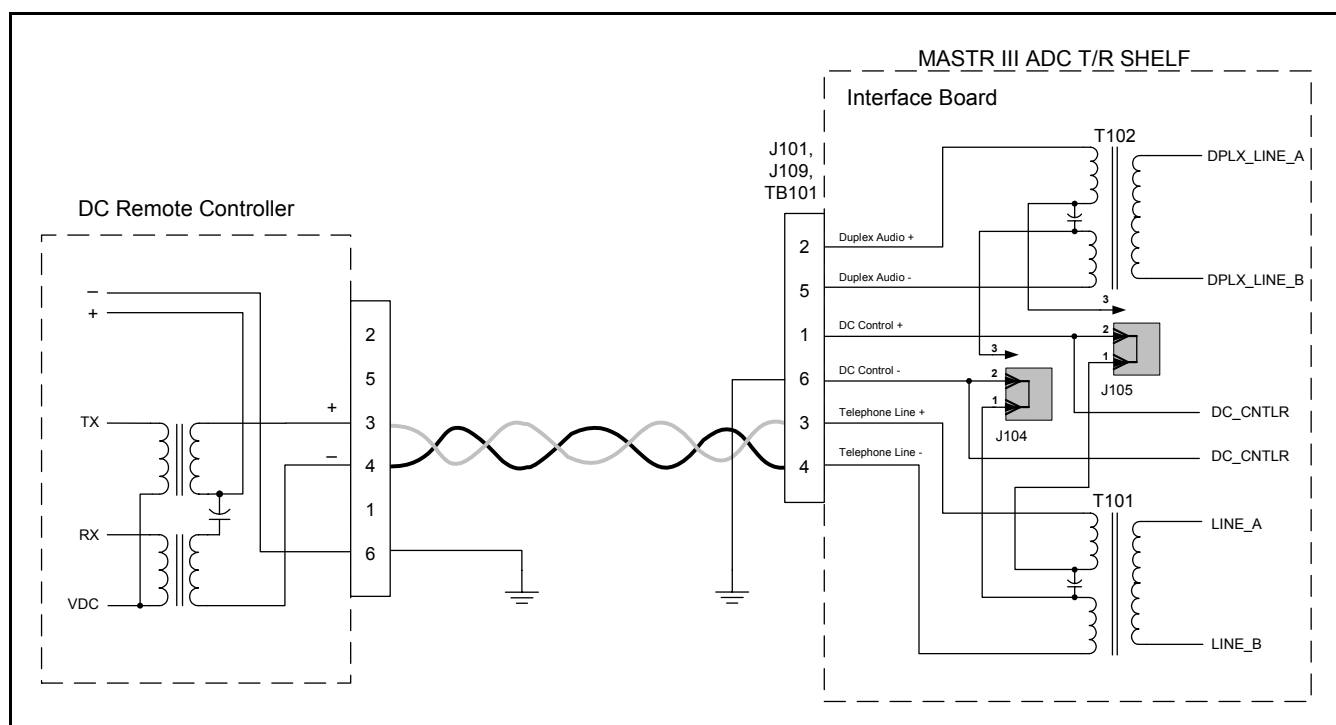 MASTR III ADC T/R SHELF
Interface Board
T102
DPLX_LINE_A
DPLX_LINE_B
J101,
J109,
TB101
2
Duplex Audio +
5
Duplex Audio -
1
DC Control +
6
DC Control -
3
Telephone Line +
4
Telephone Line -
3
2
1
J105
3
2
1
J104
DC_CNTLR
DC_CNTLR
T101
LINE_A
LINE_B
DC Remote Controller
–
+
TX
RX
VDC
+
–
2
5
3
4
1
6